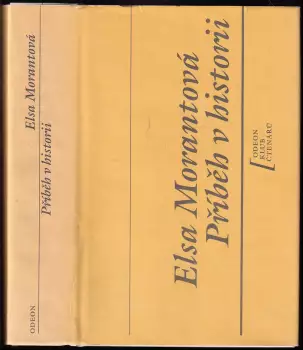 Elsa Morantová
Příběh v historii
ODEON
Elsa Morantová
Příběh v historii
ODEON
KLUB
ČTENÁŘŮ